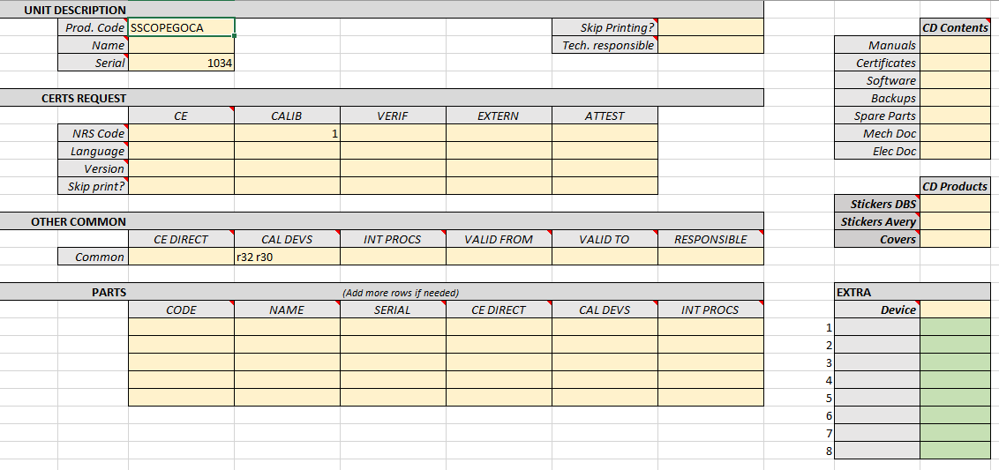 UNIT DESCRIPTION
Prod. Code SSCOPEGOCA Skip Printing? CD Contents
Name Tech. responsible Manuals
Serial 1034 Certificates
Software
CERTS REQUEST Backups
CE CALIB VERIF EXTERN ATTEST Spare Parts
NRS Code 1 Mech Doc
Language Elec Doc
Version
Skip print? CD Products
Stickers DBS
OTHER COMMON Stickers Avery
CE DIRECT CAL DEVS INT PROCS VALID FROM VALID TO RESPONSIBLE Covers
Common r32 r30
PARTS (Add more rows if needed) EXTRA
CODE NAME SERIAL CE DIRECT CAL DEVS INT PROCS Device
1
2
3
4
5
6
7
8